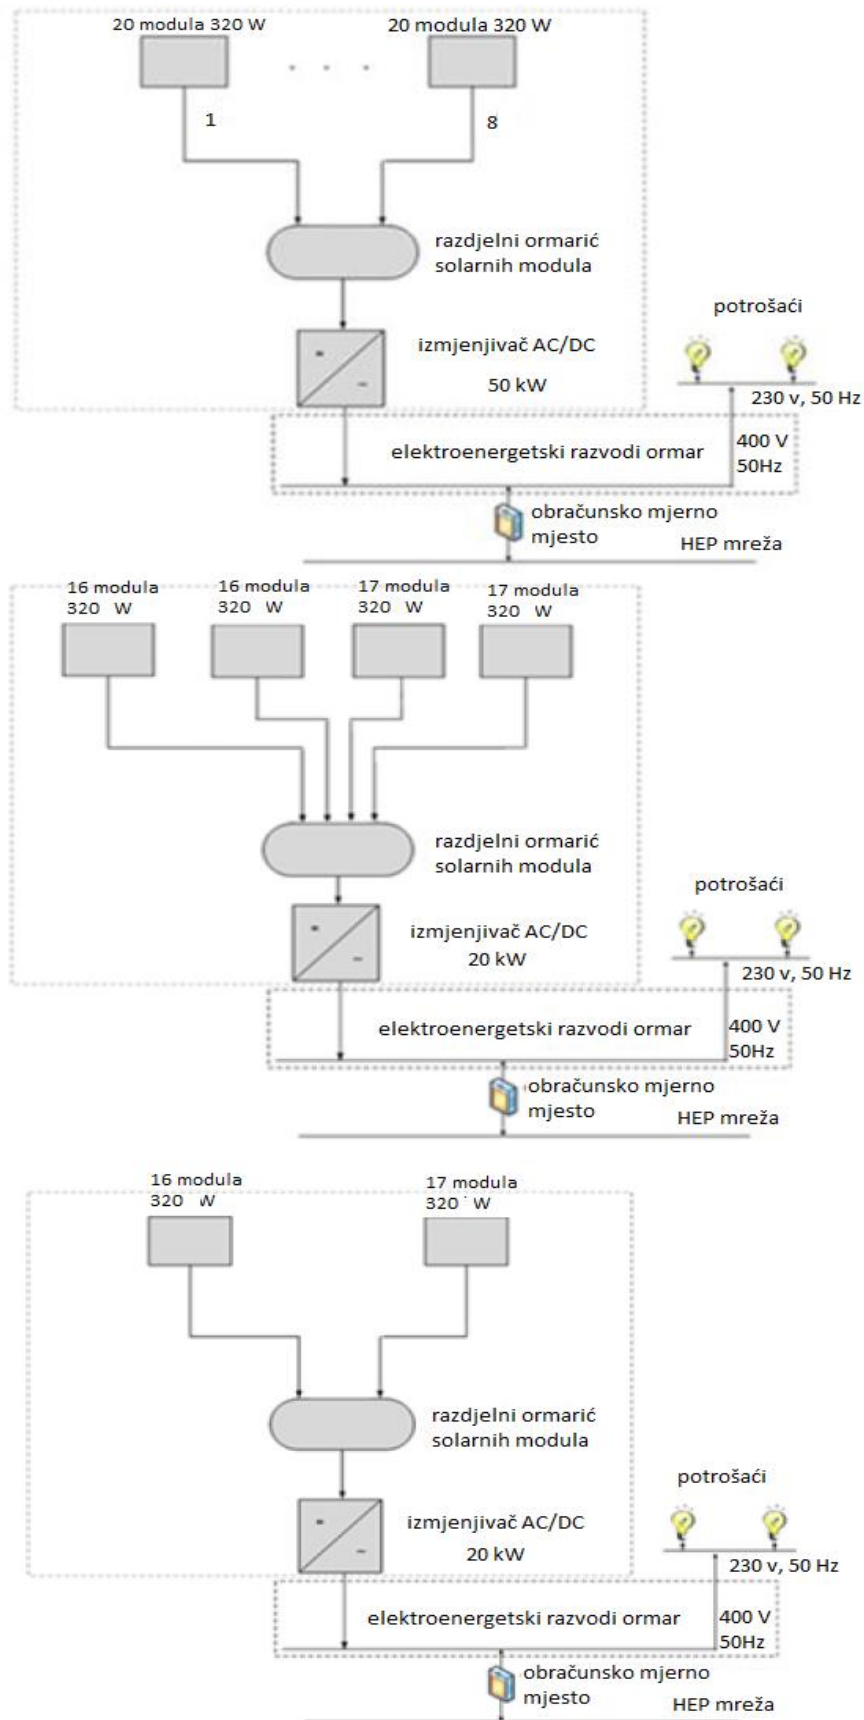 20 modula 320 W
20 modula 320 W
1
8
razdjelni ormarić
solarnih modula
potrošaći
izmjenjivač AC/DC
50 kW
230 v, 50 Hz
elektroenergetski razvodi ormar
400 V
50Hz
obračunsko mjerno
mjesto
HEP mreža
16 modula
320 W
16 modula
320 W
17 modula
320 W
17 modula
320 W
razdjelni ormarić
solarnih modula
potrošaći
izmjenjivač AC/DC
20 kW
230 v, 50 Hz
elektroenergetski razvodi ormar
400 V
50Hz
obračunsko mjerno
mjesto
HEP mreža
16 modula
320 W
17 modula
320 W
razdjelni ormarić
solarnih modula
potrošaći
izmjenjivač AC/DC
20 kW
230 v, 50 Hz
elektroenergetski razvodi ormar
400 V
50Hz
obračunsko mjerno
mjesto
HEP mreža